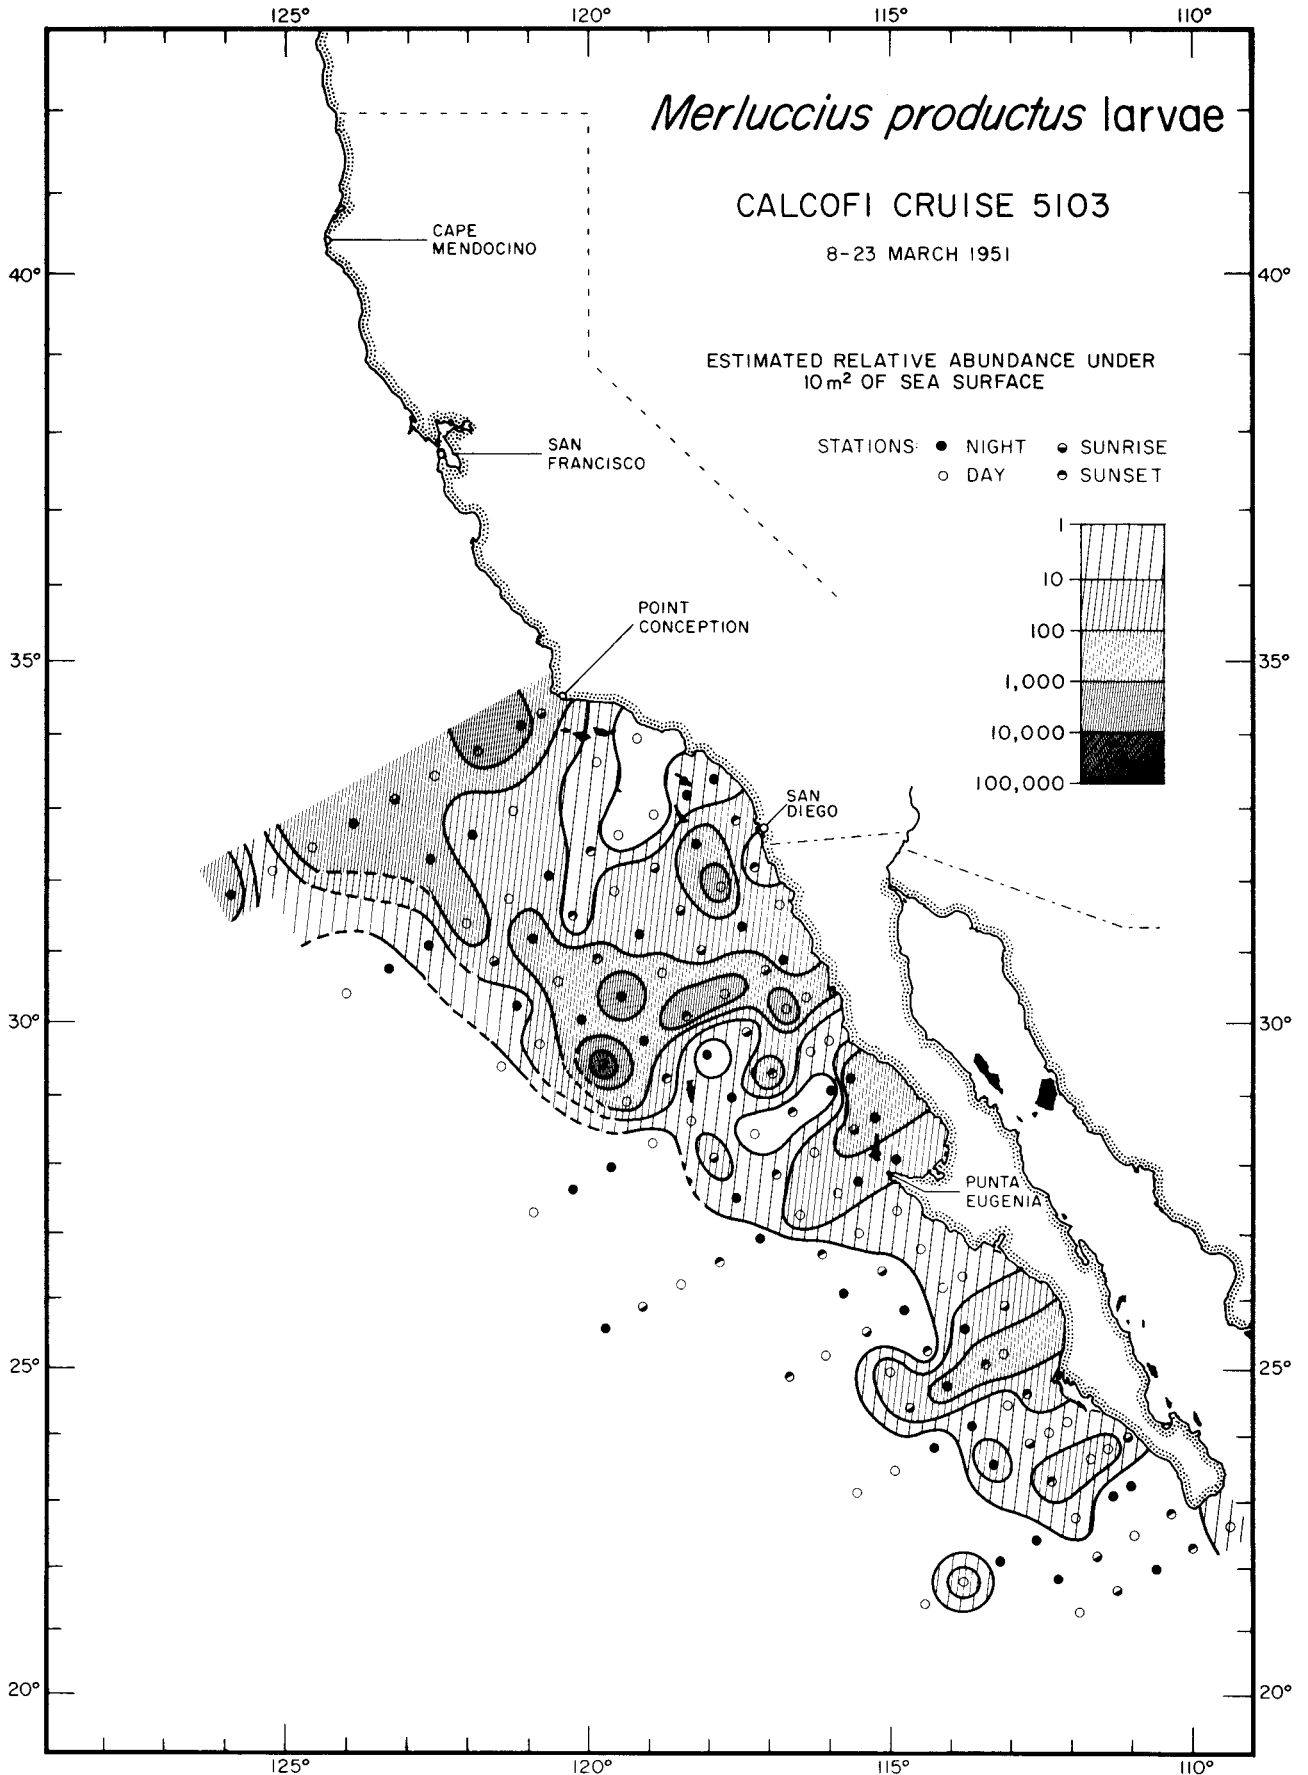 125° 120° 115° 110°
Merluccius productus larvae
CALCOFI CRUISE 5103
8-23 MARCH 1951
CAPE
MENDOCINO
40° 40°
ESTIMATED RELATIVE ABUNDANCE UNDER
10m² OF SEA SURFACE
STATIONS: NIGHT SUNRISE
DAY SUNSET
SAN
FRANCISCO
1
10
100
1,000
10,000
100,000
POINT
CONCEPTION
35° 35°
SAN
DIEGO
30° 30°
PUNTA
EUGENIA
25° 25°
20° 20°
125° 120° 115° 110°